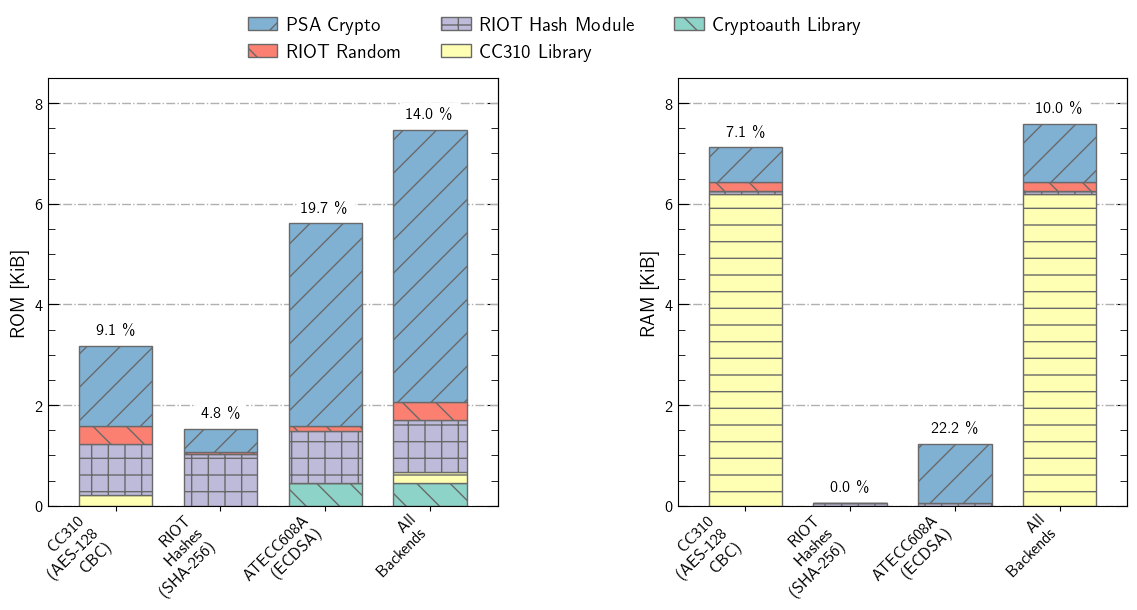 PSA Crypto
RIOT Hash Module
Cryptoauth Library
RIOT Random
CC310 Library
ROM [KiB]
8
6
4
2
0
9.1 %
4.8 %
19.7 %
14.0 %
CC310
(AES-128
CBC)
RIOT
Hashes
(SHA-256)
ATECC608A
(ECDSA)
All
Backends
RAM [KiB]
8
6
4
2
0
7.1 %
0.0 %
22.2 %
10.0 %
CC310
(AES-128
CBC)
RIOT
Hashes
(SHA-256)
ATECC608A
(ECDSA)
All
Backends